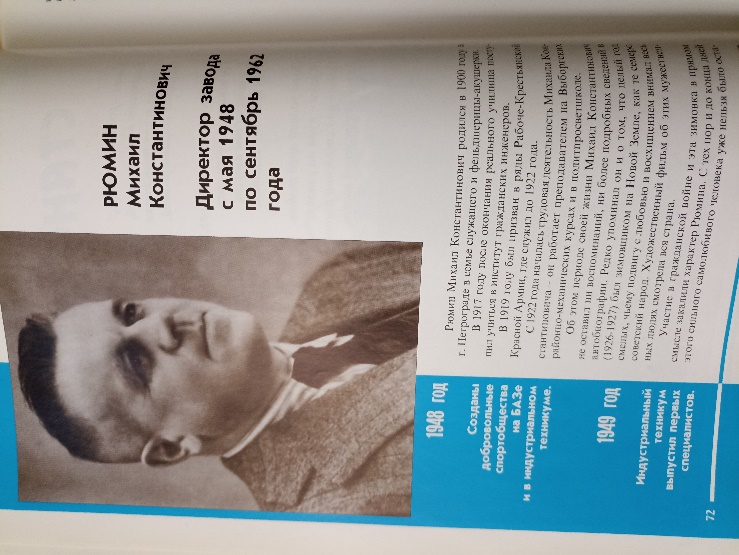 РЮМИН
Михаил
Константинович
Директор завода
с мая 1948
по сентябрь 1962
года
1948 ГОД
Созданы
добровольные
спортобщества
на БАЗе
и в индустриальном
техникуме.
1949 ГОД
Индустриальный
техникум
выпустил первых
специалистов.
Рюмин Михаил Константинович родился в 1900 году в
г. Петрограде в семье служащего и фельдшерицы-акушерки.
В 1917 году после окончания реального училища посту-
пил учиться в институт гражданских инженеров.
В 1919 году был призван в ряды Рабоче-Крестьянской
Красной Армии, где служил до 1922 года.
С 1922 года началась трудовая деятельность Михаила Кон-
стантиновича – он работает преподавателем на Выборгских
районно-механических курсах и в политпросветшколе.
Об этом периоде своей жизни Михаил Константинович
не оставил ни воспоминаний, ни более подробных сведений в
автобиографии. Редко упоминал он и о том, что целый год
(1926-1927) был зимовщиком на Новой Земле, как те семеро
смелых, чьему подвигу с любовью и восхищением внимал весь
советский народ. Художественный фильм об этих мужествен-
ных людях смотрела вся страна.
Участие в гражданской войне и эта зимовка в прямом
смысле закалили характер Рюмина. С тех пор и до конца дней
этого сильного самолюбивого человека уже нельзя было оста-
72